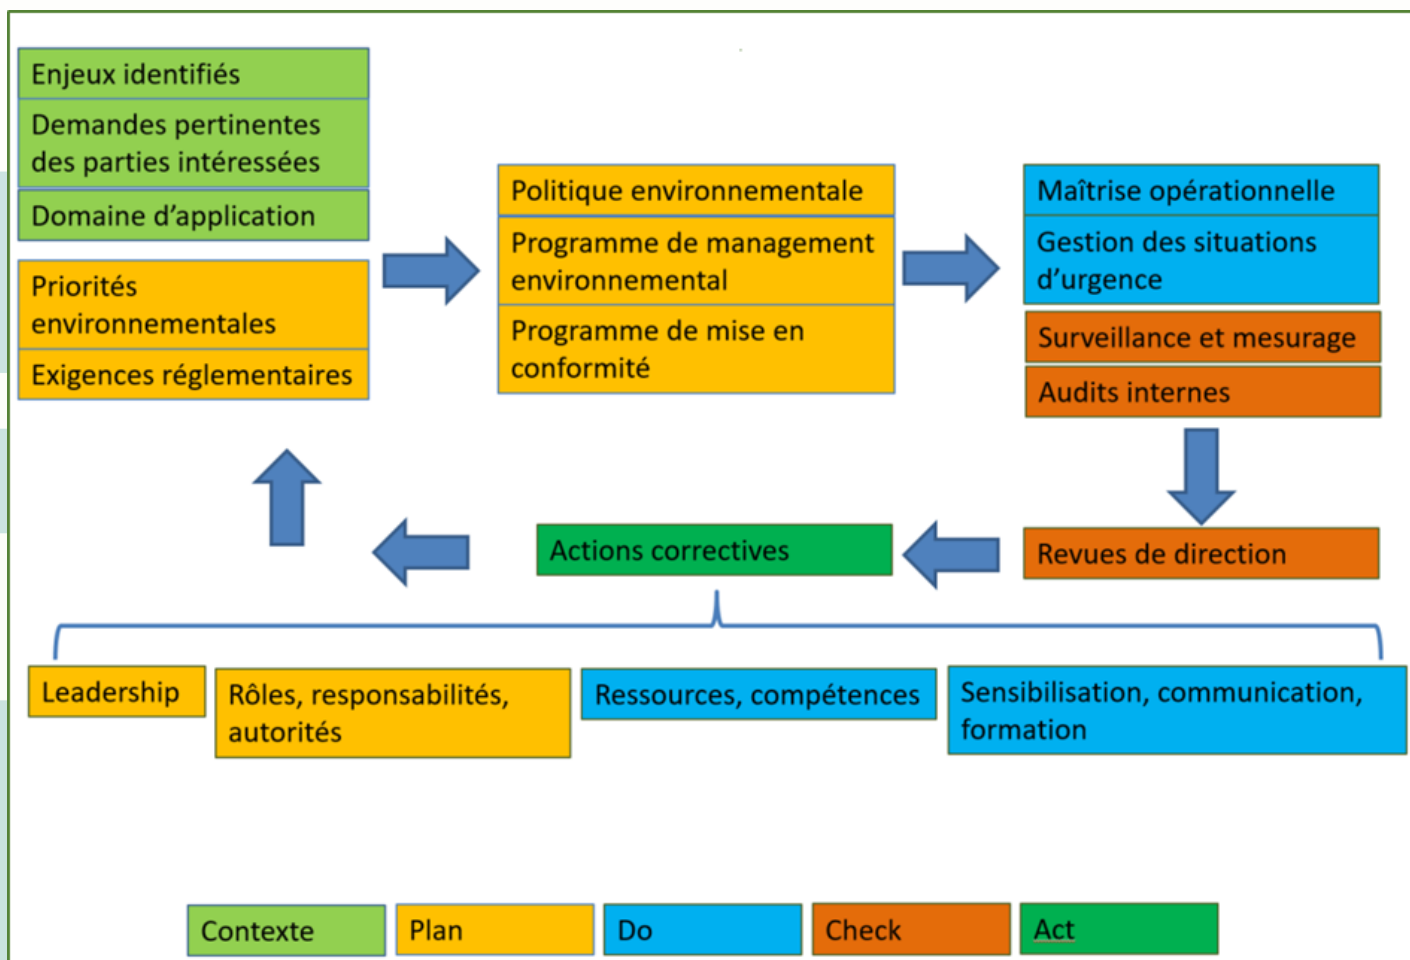 Enjeux identifiés
Demandes pertinentes
des parties intéressées
Domaine d'application
Priorités
environnementales
Exigences réglementaires
Politique environnementale
Programme de management
environnemental
Programme de mise en
conformité
Maîtrise opérationnelle
Gestion des situations
d'urgence
Surveillance et mesurage
Audits internes
Revues de direction
Actions correctives
Leadership
Rôles, responsabilités,
autorités
Ressources, compétences
Sensibilisation, communication,
formation
Contexte
Plan
Do
Check
Act